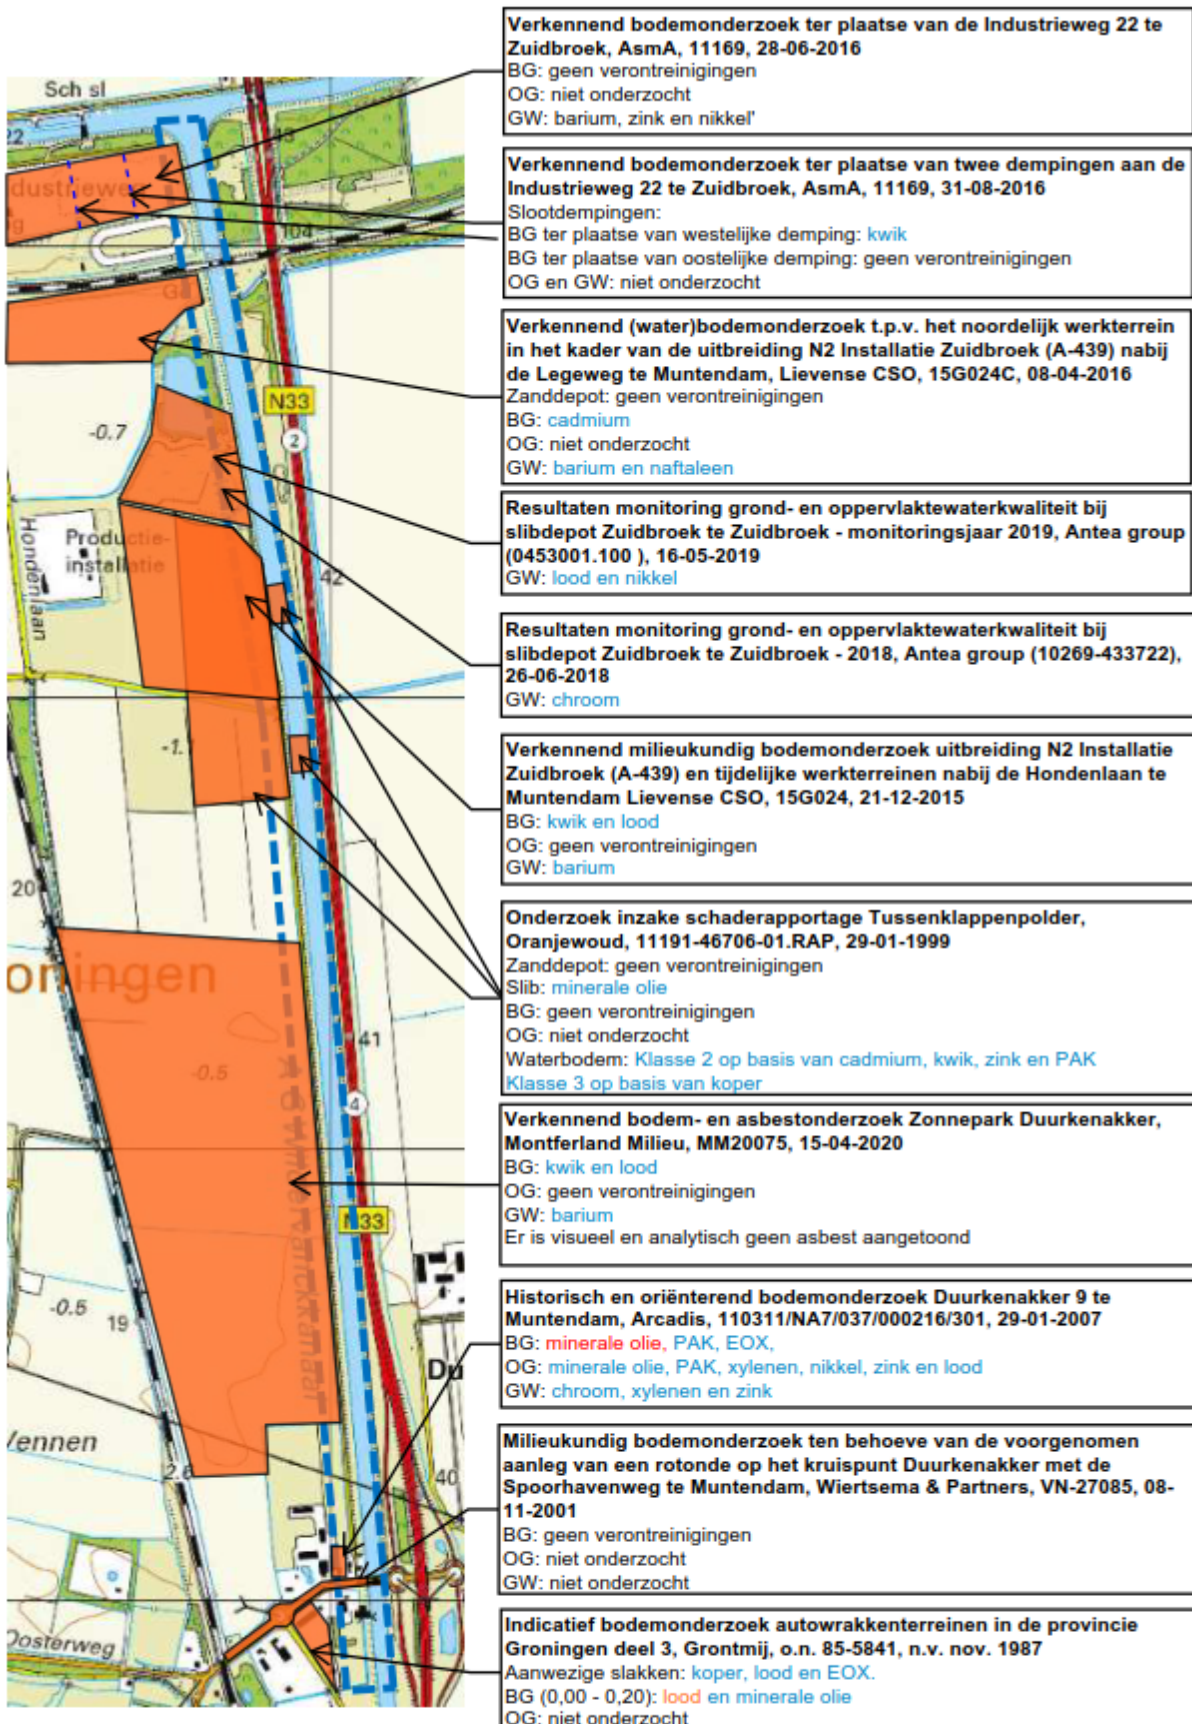 Verkennend bodemonderzoek ter plaatse van de Industrieweg 22 te
Zuidbroek, AsmA, 11169, 28-06-2016
BG: geen verontreinigingen
OG: niet onderzocht
GW: barium, zink en nikkel'
Verkennend bodemonderzoek ter plaatse van twee dempingen aan de
Industrieweg 22 te Zuidbroek, AsmA, 11169, 31-08-2016
Slootdempingen:
BG ter plaatse van westelijke demping: kwik
BG ter plaatse van oostelijke demping: geen verontreinigingen
OG en GW: niet onderzocht
Verkennend (water)bodemonderzoek t.p.v. het noordelijk werkterrein
in het kader van de uitbreiding N2 Installatie Zuidbroek (A-439) nabij
de Legeweg te Muntendam, Lievense CSO, 15G024C, 08-04-2016
Zanddepot: geen verontreinigingen
BG: cadmium
OG: niet onderzocht
GW: barium en naftaleen
Resultaten monitoring grond- en oppervlaktewaterkwaliteit bij
slibdepot Zuidbroek te Zuidbroek - monitoringsjaar 2019, Antea group
(0453001.100 ), 16-05-2019
GW: lood en nikkel
Resultaten monitoring grond- en oppervlaktewaterkwaliteit bij
slibdepot Zuidbroek te Zuidbroek - 2018, Antea group (10269-433722),
26-06-2018
GW: chroom
Verkennend milieukundig bodemonderzoek uitbreiding N2 Installatie
Zuidbroek (A-439) en tijdelijke werkterreinen nabij de Hondenlaan te
Muntendam Lievense CSO, 15G024, 21-12-2015
BG: kwik en lood
OG: geen verontreinigingen
GW: barium
Onderzoek inzake schaderapportage Tussenklappenpolder,
Oranjewoud, 11191-46706-01.RAP, 29-01-1999
Zanddepot: geen verontreinigingen
Slib: minerale olie
BG: geen verontreinigingen
OG: niet onderzocht
Waterbodem: Klasse 2 op basis van cadmium, kwik, zink en PAK
Klasse 3 op basis van koper
Verkennend bodem- en asbestonderzoek Zonnepark Duurkenakker,
Montferland Milieu, MM20075, 15-04-2020
BG: kwik en lood
OG: geen verontreinigingen
GW: barium
Er is visueel en analytisch geen asbest aangetoond
Historisch en oriënterend bodemonderzoek Duurkenakker 9 te
Muntendam, Arcadis, 110311/NA7/037/000216/301, 29-01-2007
BG: minerale olie, PAK, EOX,
OG: minerale olie, PAK, xylenen, nikkel, zink en lood
GW: chroom, xylenen en zink
Milieukundig bodemonderzoek ten behoeve van de voorgenomen
aanleg van een rotonde op het kruispunt Duurkenakker met de
Spoorhavenweg te Muntendam, Wiertsema & Partners, VN-27085, 08-
11-2001
BG: geen verontreinigingen
OG: niet onderzocht
GW: niet onderzocht
Indicatief bodemonderzoek autowrakkenterreinen in de provincie
Groningen deel 3, Grontmij, o.n. 85-5841, n.v. nov. 1987
Aanwezige slakken: koper, lood en EOX.
BG (0,00 - 0,20): lood en minerale olie
OG: niet onderzocht
Sch sl
22
43
dustriewe
104
N33
2
-0.7
Hondenlaan
Productie-
installatie
42
-1.
20
oningen
41
-0.5
4
N33
-0.5
19
Du
Vennen
2.6
40
Oosterweg